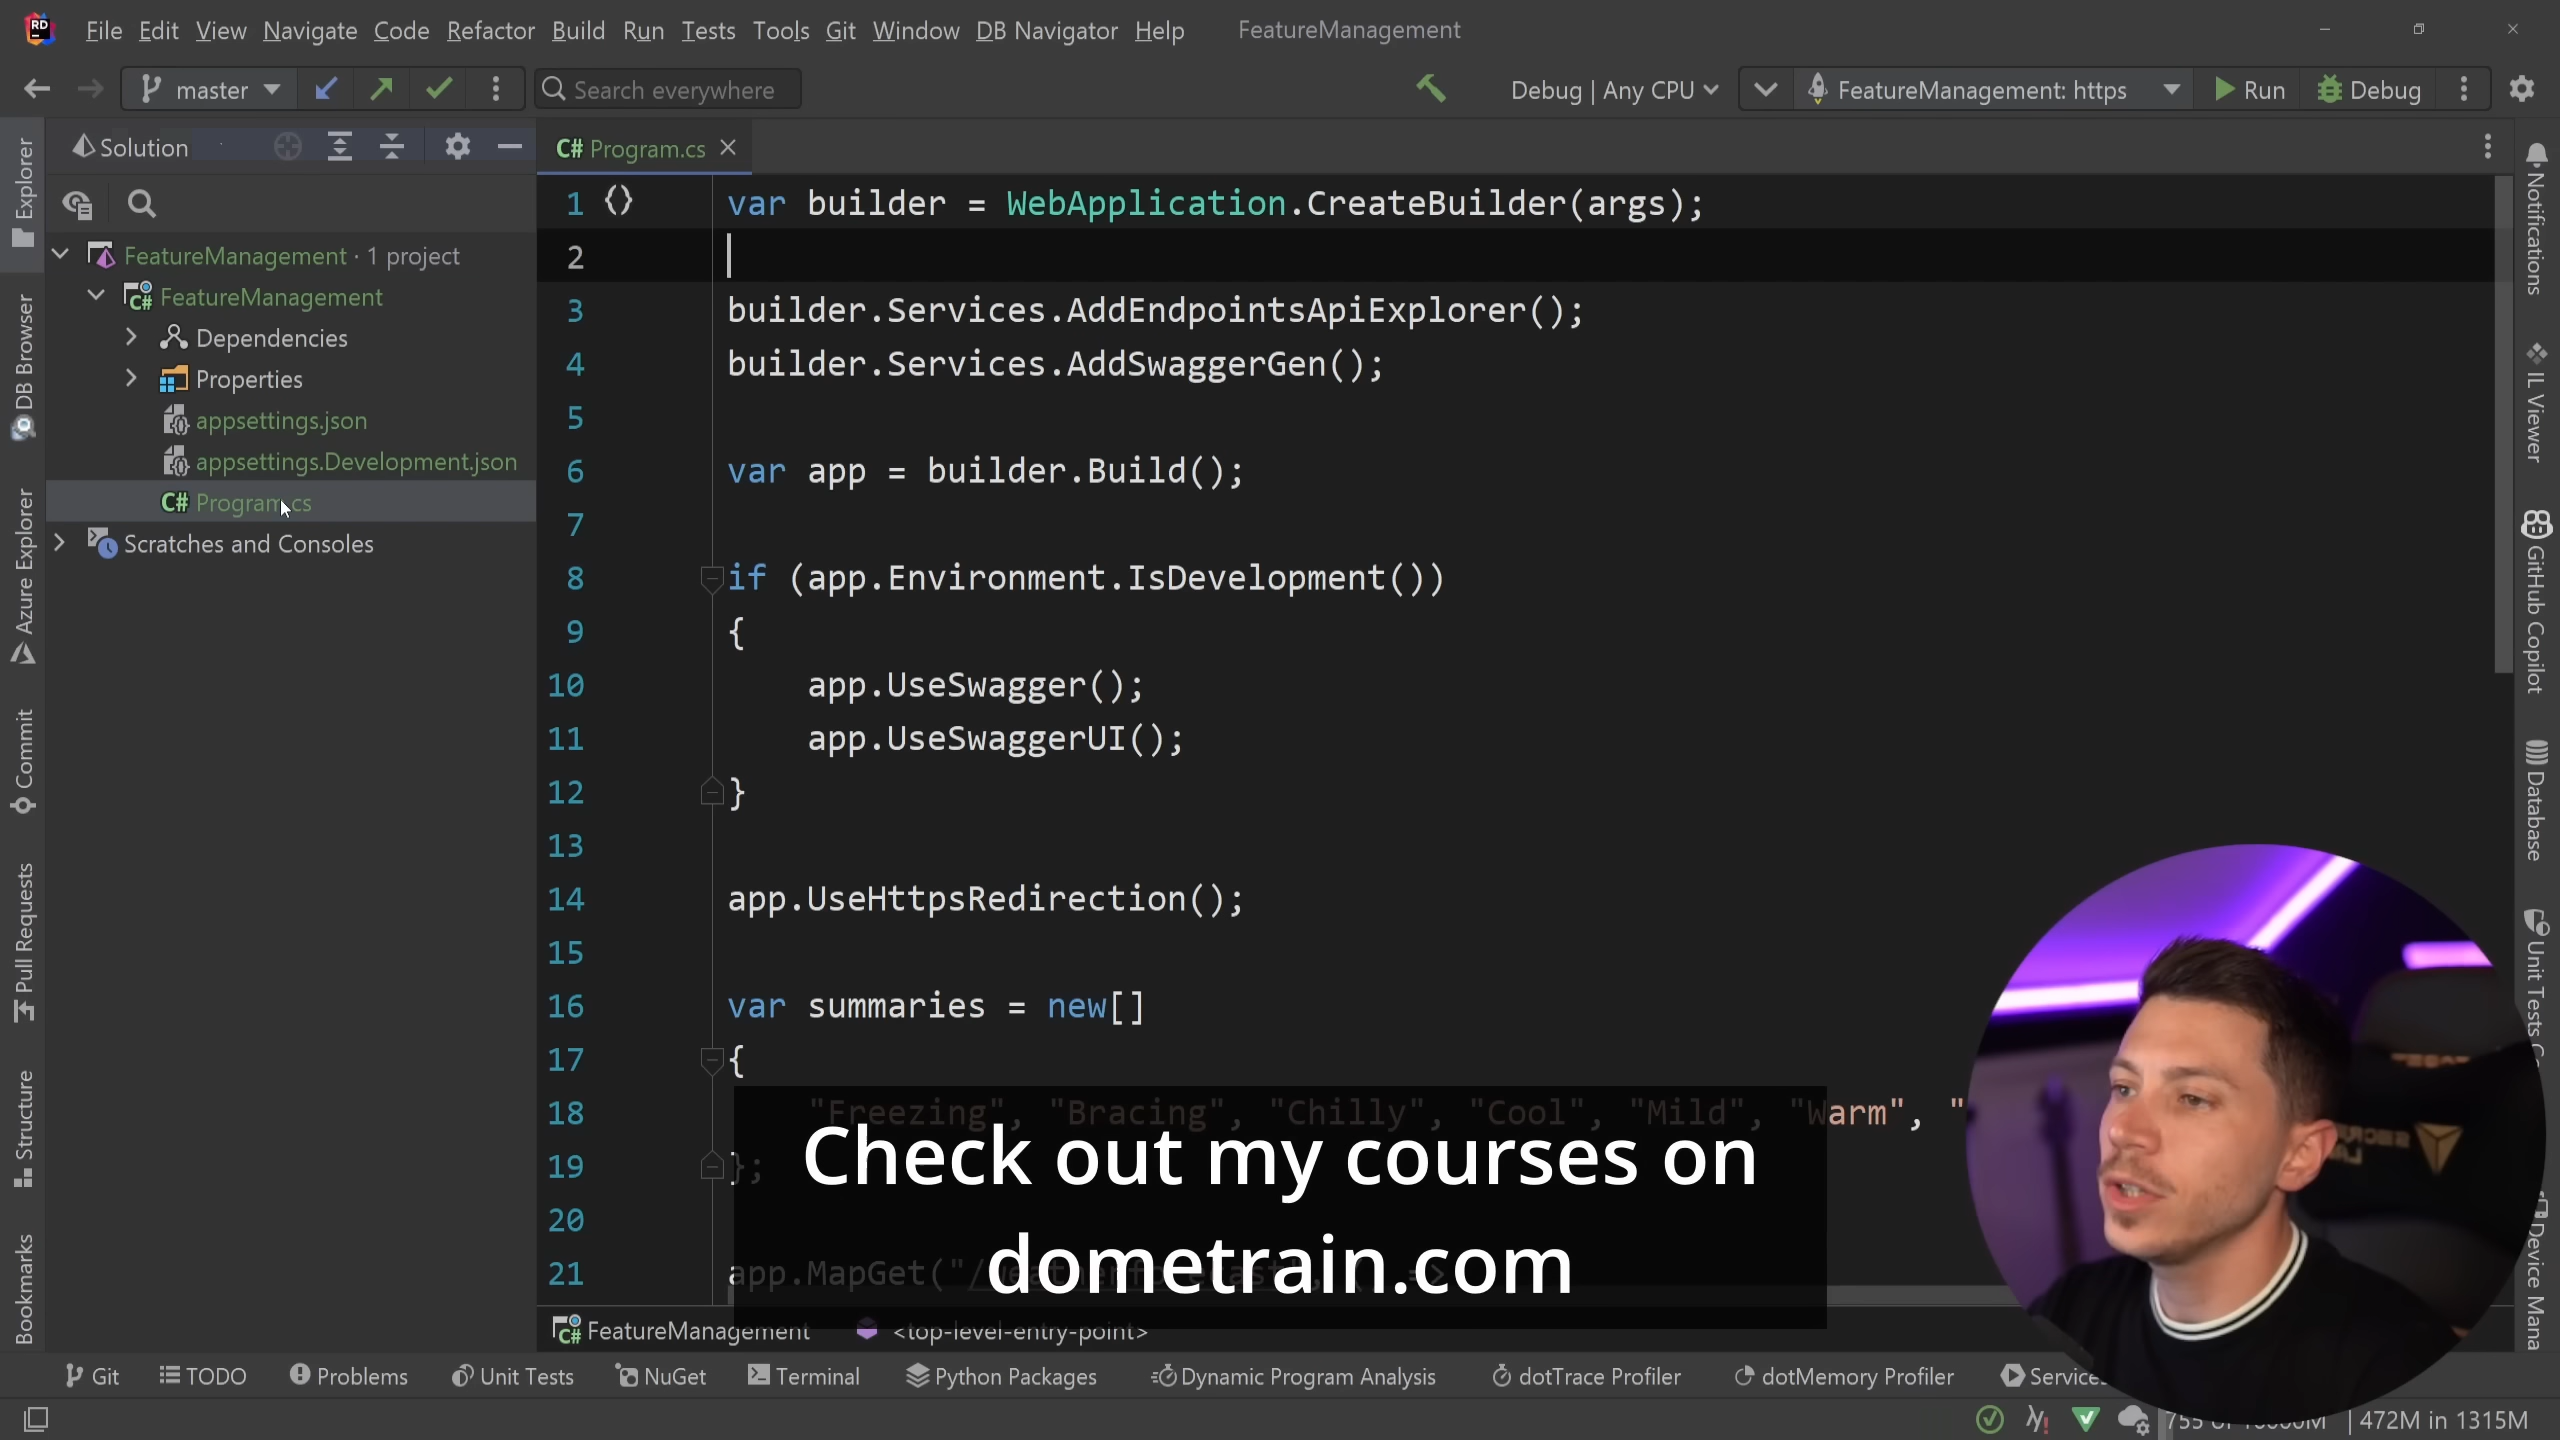 RD File Edit View Navigate Code Refactor Build Run Tests Tools Git Window DB Navigator Help FeatureManagement
master Search everywhere Debug | Any CPU FeatureManagement: https Run Debug
Explorer
DB Browser
Azure Explorer
Commit
Pull Requests
Structure
Bookmarks
Solution
FeatureManagement · 1 project
C# FeatureManagement
Dependencies
Properties
appsettings.json
appsettings.Development.json
C# Program.cs
Scratches and Consoles
C# Program.cs
1 var builder = WebApplication.CreateBuilder(args);
2
3 builder.Services.AddEndpointsApiExplorer();
4 builder.Services.AddSwaggerGen();
5
6 var app = builder.Build();
7
8 if (app.Environment.IsDevelopment())
9 {
10 app.UseSwagger();
11 app.UseSwaggerUI();
12 }
13
14 app.UseHttpsRedirection();
15
16 var summaries = new[]
17 {
18 "Freezing", "Bracing", "Chilly", "Cool", "Mild", "Warm", "
19 };
20
21 app.MapGet("/weatherforecast", () =>
Check out my courses on
dometrain.com
C# FeatureManagement <top-level-entry-point>
Notifications
IL Viewer
GitHub Copilot
Database
Unit Tests C
Device Mana
Git TODO Problems Unit Tests NuGet Terminal Python Packages Dynamic Program Analysis dotTrace Profiler dotMemory Profiler Services
472M in 1315M